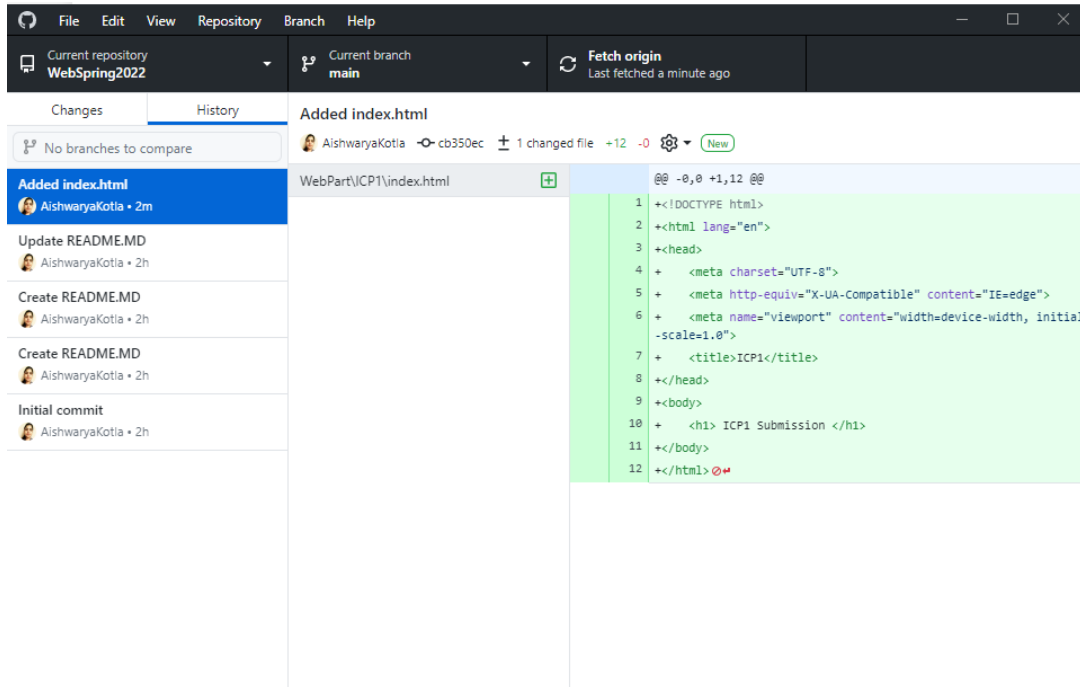 File Edit View Repository Branch Help
Current repository
WebSpring2022
Current branch
main
Fetch origin
Last fetched a minute ago
Changes History
No branches to compare
Added index.html
AishwaryaKotla • 2m
Update README.MD
AishwaryaKotla • 2h
Create README.MD
AishwaryaKotla • 2h
Create README.MD
AishwaryaKotla • 2h
Initial commit
AishwaryaKotla • 2h
Added index.html
AishwaryaKotla cb350ec 1 changed file +12 -0 New
WebPart\ICP1\index.html
@@ -0,0 +1,12 @@
1 +<!DOCTYPE html>
2 +<html lang="en">
3 +<head>
4 +    <meta charset="UTF-8">
5 +    <meta http-equiv="X-UA-Compatible" content="IE=edge">
6 +    <meta name="viewport" content="width=device-width, initial
-scale=1.0">
7 +    <title>ICP1</title>
8 +</head>
9 +<body>
10 +    <h1> ICP1 Submission </h1>
11 +</body>
12 +</html>